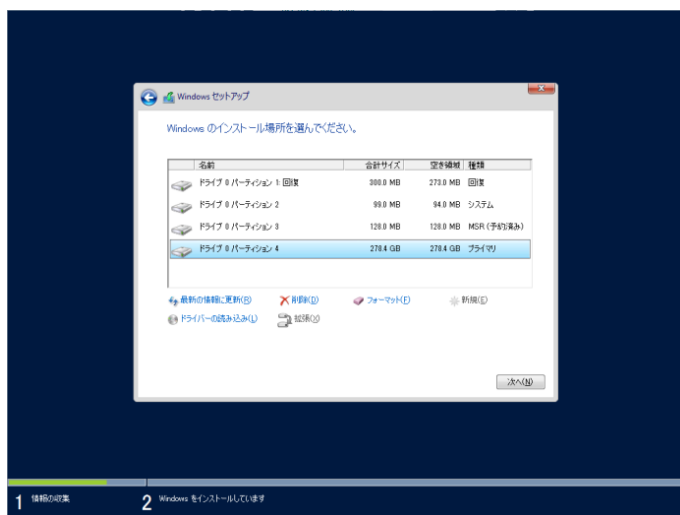 Windows セットアップ
Windows のインストール場所を選んでください。
名前 合計サイズ 空き領域 種類
ドライブ 0 パーティション 1: 回復 300.0 MB 273.0 MB 回復
ドライブ 0 パーティション 2 99.0 MB 94.0 MB システム
ドライブ 0 パーティション 3 128.0 MB 128.0 MB MSR (予約済み)
ドライブ 0 パーティション 4 278.4 GB 278.4 GB プライマリ
最新の情報に更新(R) 削除(D) フォーマット(F) 新規(E)
ドライバーの読み込み(L) 拡張(X)
次へ(N)
1 情報の収集 2 Windows をインストールしています